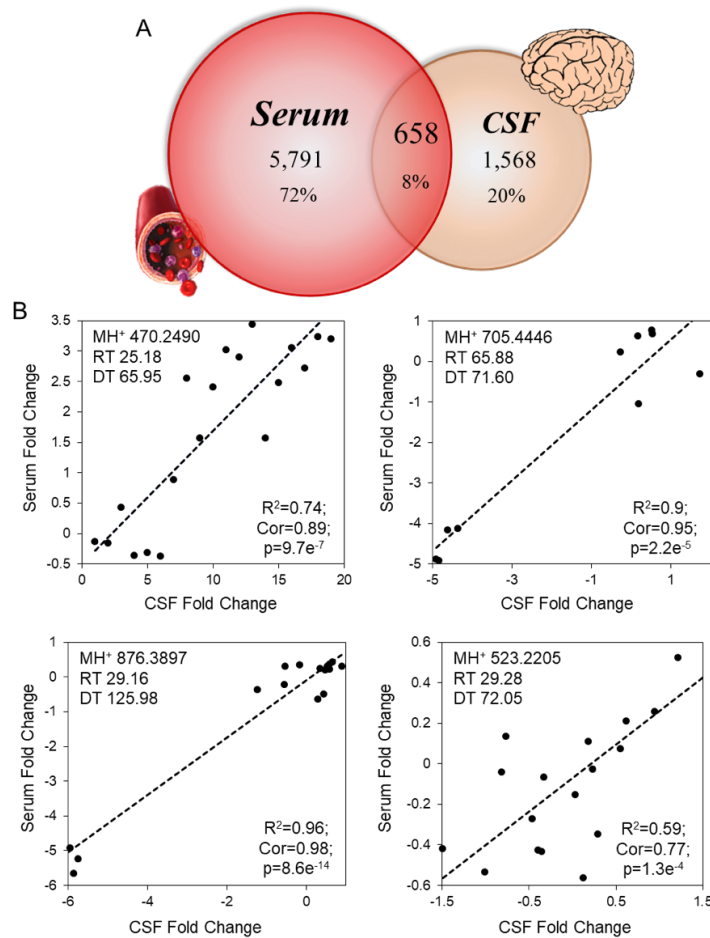 A
Serum
658
CSF
5,791
1,568
72%
8%
20%
B
3.5
3
2.5
2
1.5
1
0.5
0
-0.5
MH⁺ 470.2490
RT 25.18
DT 65.95
R²=0.74;
Cor=0.89;
p=9.7e⁻⁷
0 5 10 15 20
Serum Fold Change
CSF Fold Change
1
0
-1
-2
-3
-4
-5
MH⁺ 705.4446
RT 65.88
DT 71.60
R²=0.9;
Cor=0.95;
p=2.2e⁻⁵
-5 -3 -1 1
Serum Fold Change
CSF Fold Change
1
0
-1
-2
-3
-4
-5
-6
MH⁺ 876.3897
RT 29.16
DT 125.98
R²=0.96;
Cor=0.98;
p=8.6e⁻¹⁴
-6 -4 -2 0
Serum Fold Change
CSF Fold Change
0.6
0.4
0.2
0
-0.2
-0.4
-0.6
MH⁺ 523.2205
RT 29.28
DT 72.05
R²=0.59;
Cor=0.77;
p=1.3e⁻⁴
-1.5 -0.5 0.5 1.5
Serum Fold Change
CSF Fold Change